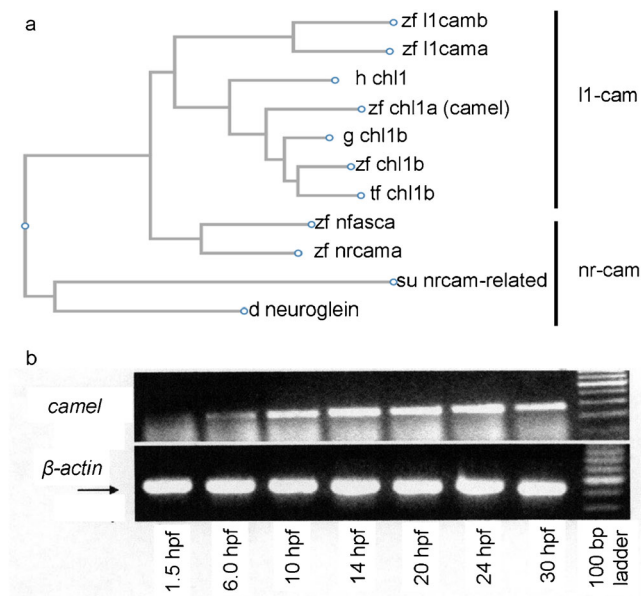 a
zf l1camb
zf l1cama
h chl1
zf chl1a (camel)
g chl1b
zf chl1b
tf chl1b
l1-cam
zf nfasca
zf nrcama
su nrcam-related
d neuroglein
nr-cam
b
camel
β-actin
1.5 hpf
6.0 hpf
10 hpf
14 hpf
20 hpf
24 hpf
30 hpf
100 bp
ladder